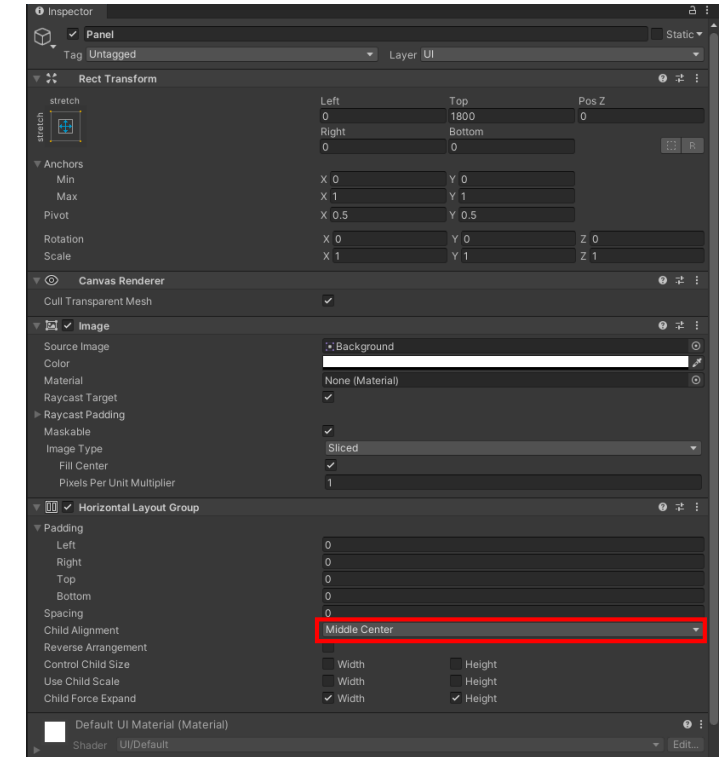 Inspector
Panel Static
Tag Untagged Layer UI
Rect Transform
stretch
stretch
Left Top Pos Z
0 1800 0
Right Bottom
0 0 R
Anchors
Min X 0 Y 0
Max X 1 Y 1
Pivot X 0.5 Y 0.5
Rotation X 0 Y 0 Z 0
Scale X 1 Y 1 Z 1
Canvas Renderer
Cull Transparent Mesh
Image
Source Image Background
Color
Material None (Material)
Raycast Target
Raycast Padding
Maskable
Image Type Sliced
Fill Center
Pixels Per Unit Multiplier 1
Horizontal Layout Group
Padding
Left 0
Right 0
Top 0
Bottom 0
Spacing 0
Child Alignment Middle Center
Reverse Arrangement
Control Child Size Width Height
Use Child Scale Width Height
Child Force Expand Width Height
Default UI Material (Material)
Shader UI/Default Edit...